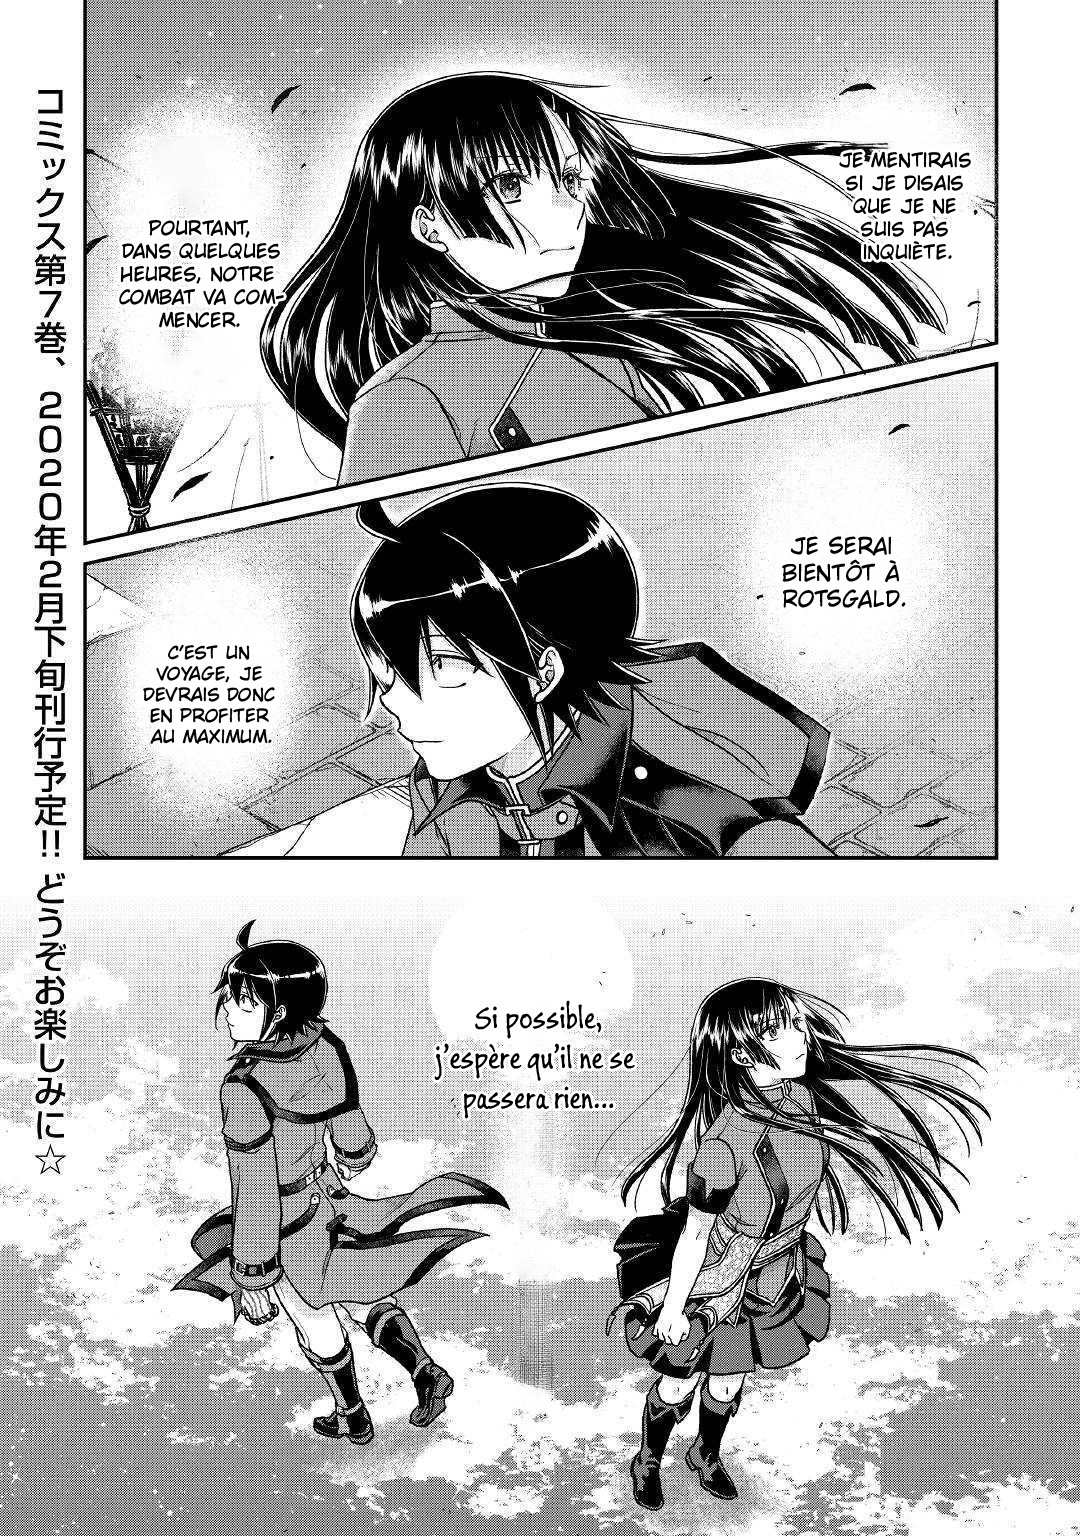 JE MENTIRAIS
SI JE DISAIS
QUE JE NE
SUIS PAS
INQUIÈTE.
POURTANT,
DANS QUELQUES
HEURES, NOTRE
COMBAT VA COM-
MENCER.
JE SERAI
BIENTÔT À
ROTSGALD.
C'EST UN
VOYAGE, JE
DEVRAIS DONC
EN PROFITER
AU MAXIMUM.
Si possible,
j'espère qu'il ne se
passera rien...
コミックス第7巻、2020年2月下旬刊行予定!! どうぞお楽しみに☆